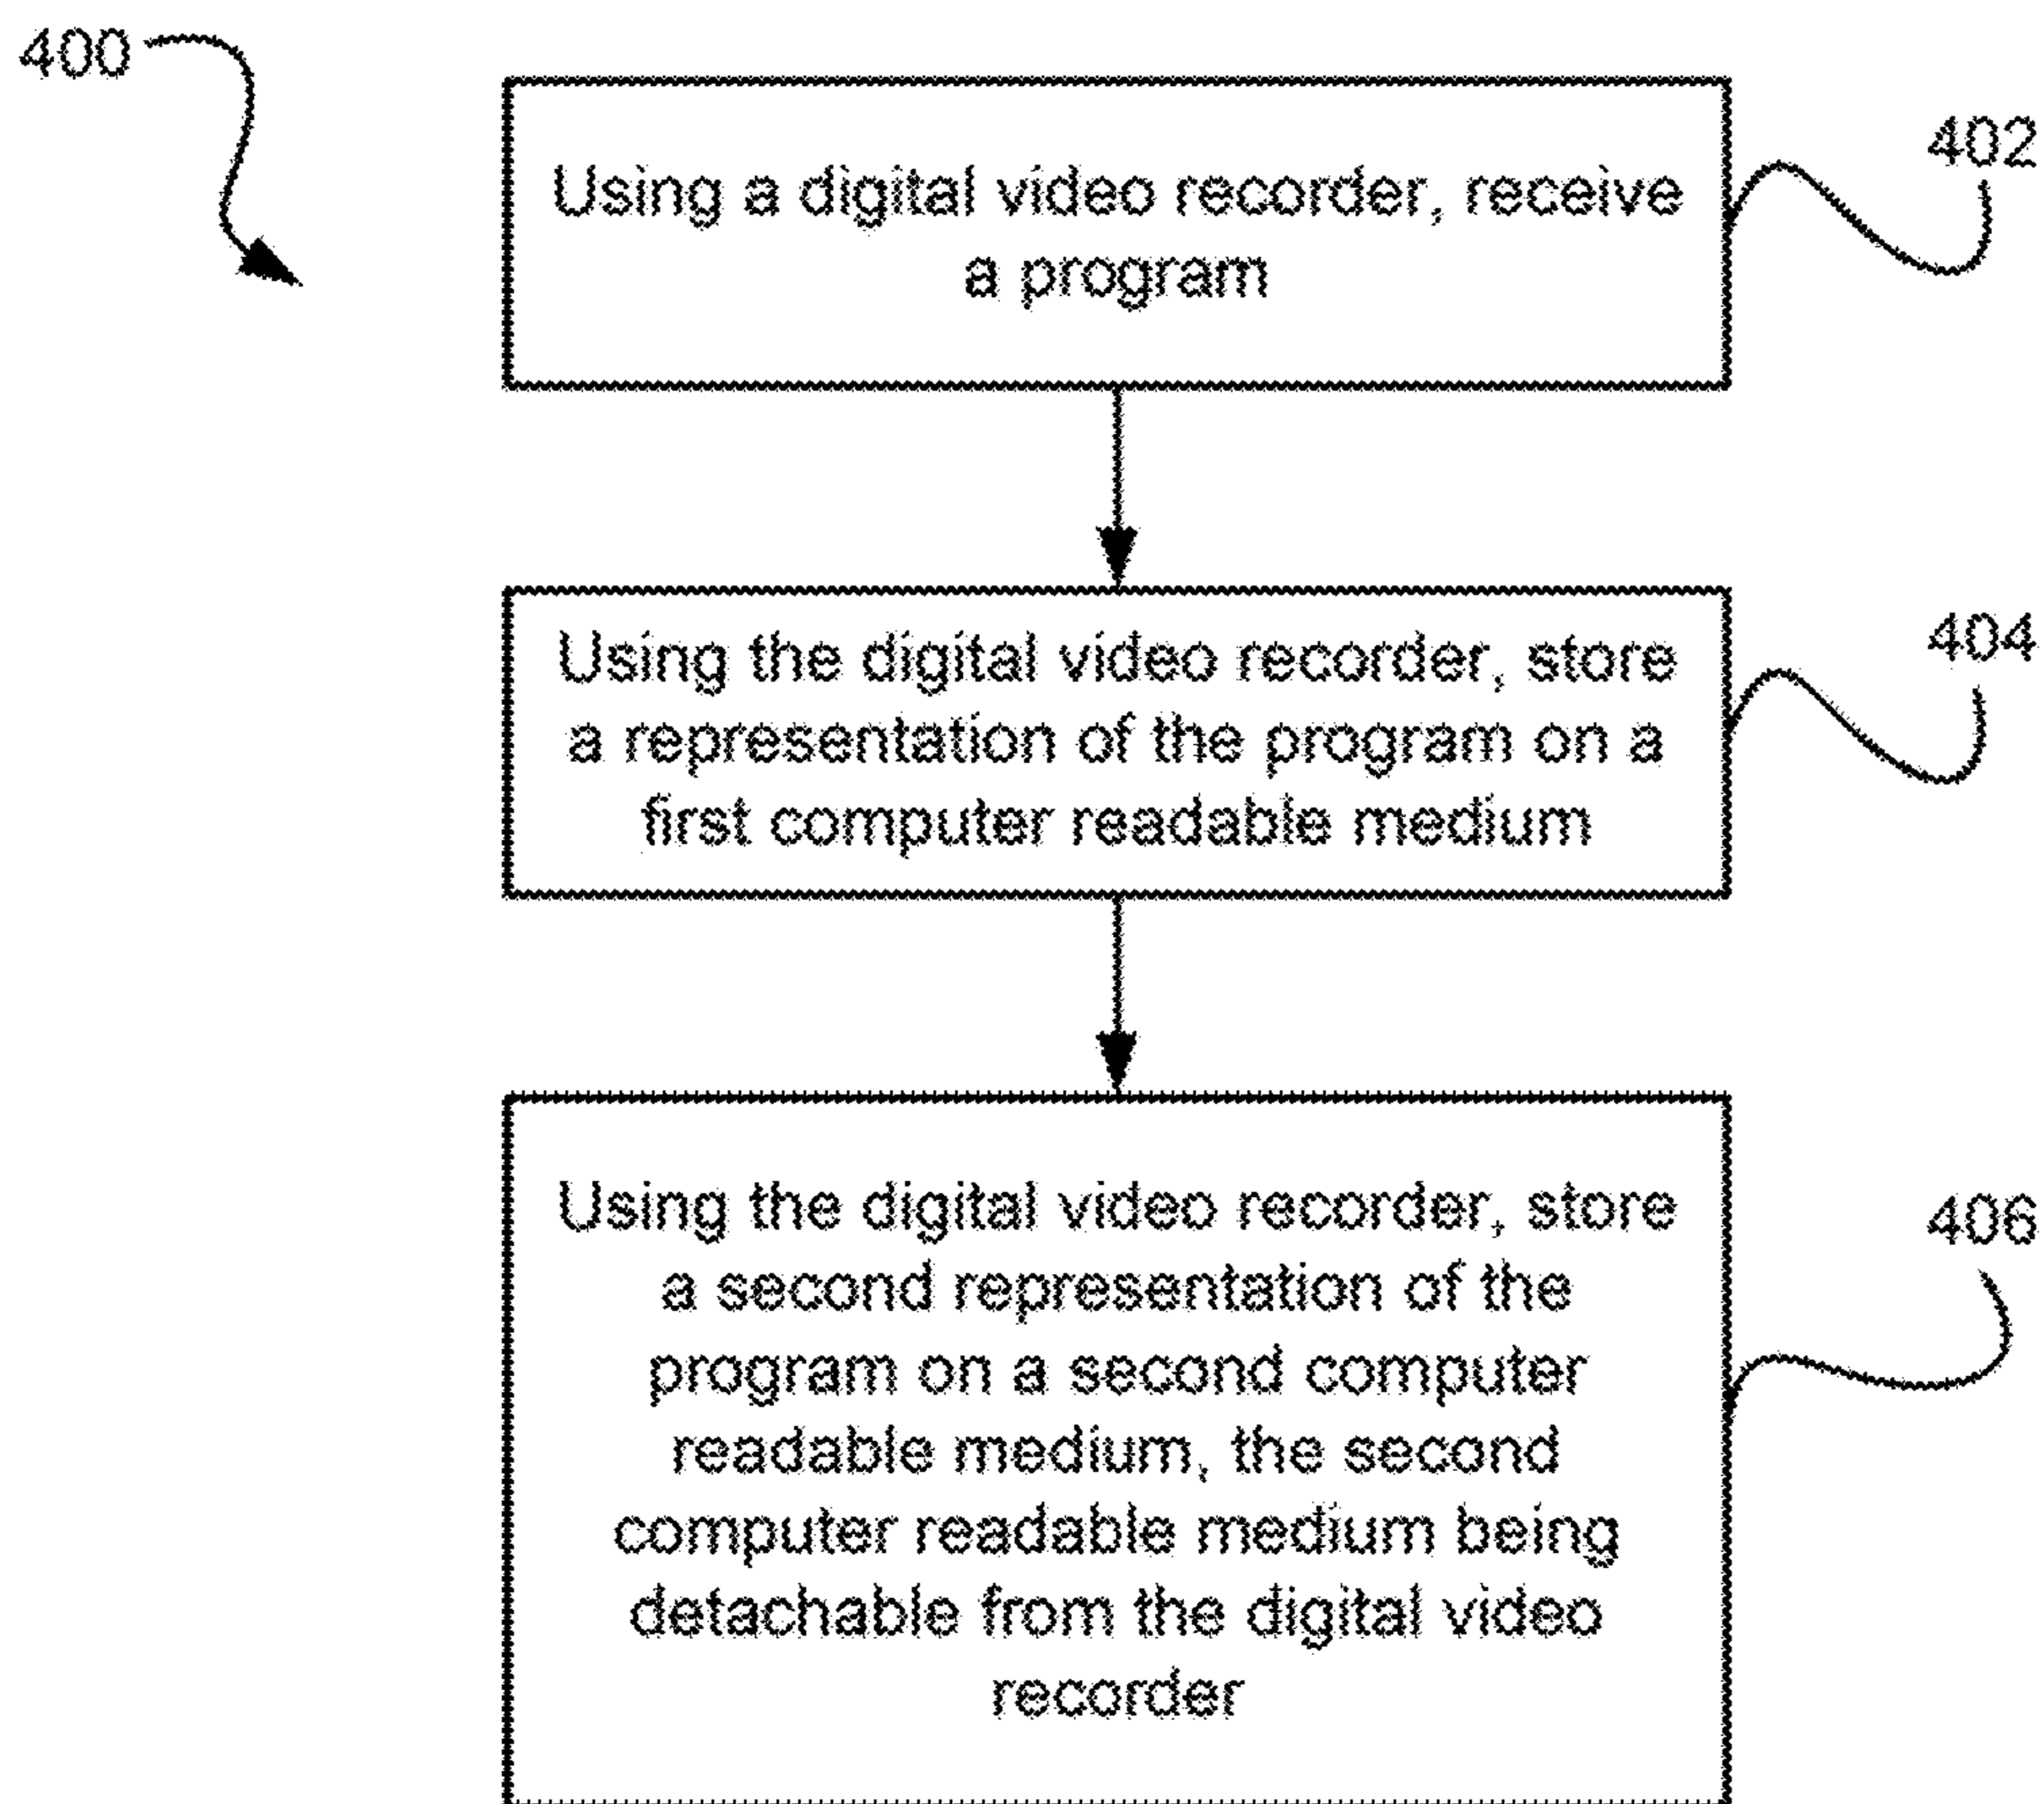 400
402
Using a digital video recorder, receive
a program
404
Using the digital video recorder, store
a representation of the program on a
first computer readable medium
406
Using the digital video recorder, store
a second representation of the
program on a second computer
readable medium, the second
computer readable medium being
detachable from the digital video
recorder